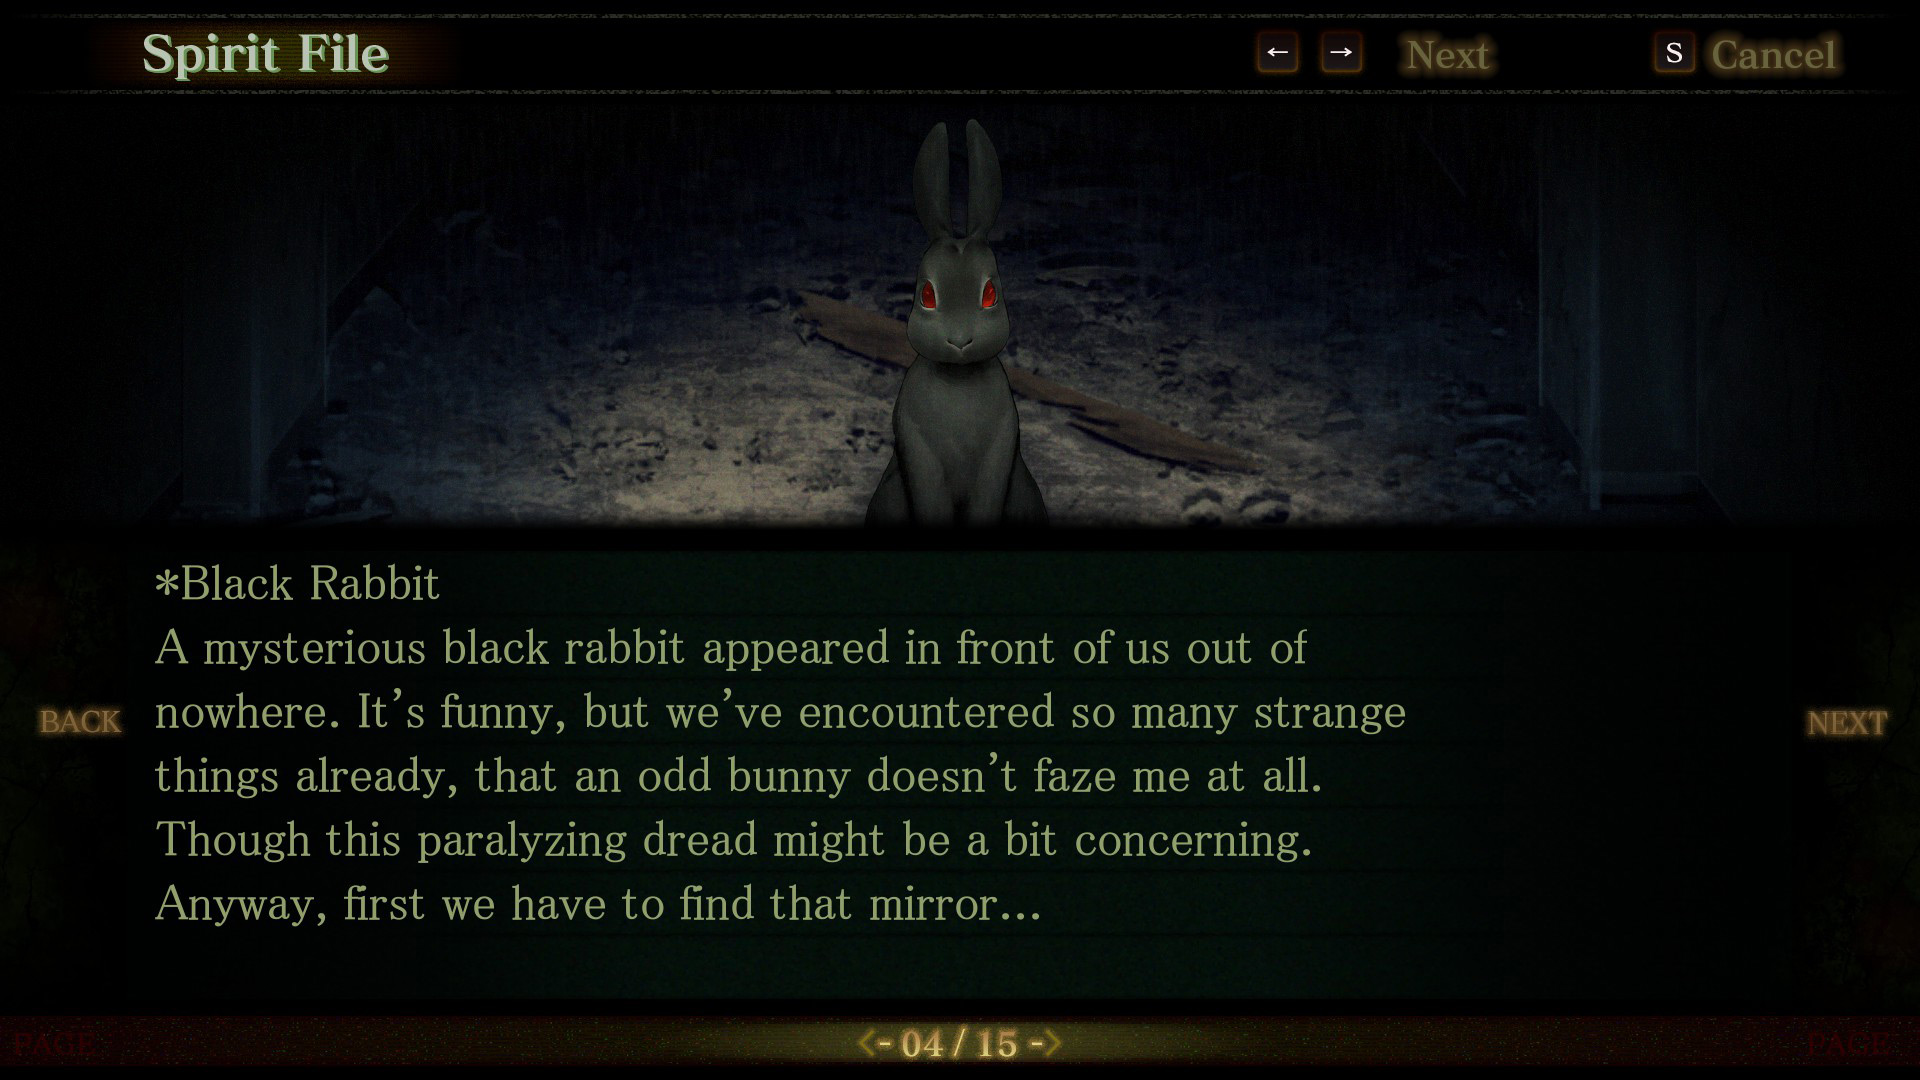 Spirit File
← → Next
S Cancel
*Black Rabbit
A mysterious black rabbit appeared in front of us out of
nowhere. It’s funny, but we’ve encountered so many strange
things already, that an odd bunny doesn’t faze me at all.
Though this paralyzing dread might be a bit concerning.
Anyway, first we have to find that mirror...
BACK
NEXT
PAGE
<- 04 / 15 ->
PAGE